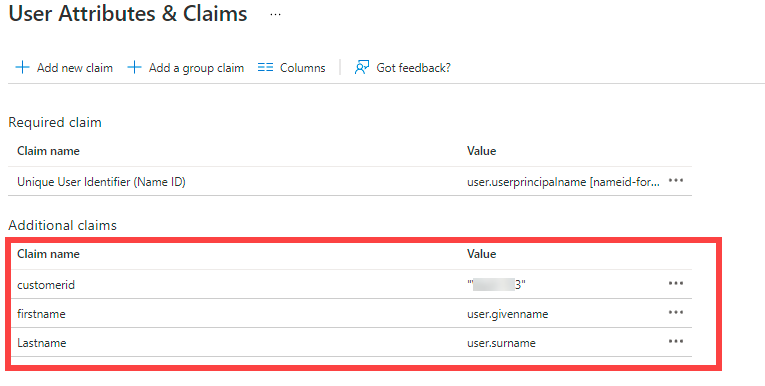 User Attributes & Claims ...
Add new claim Add a group claim Columns Got feedback?
Required claim
Claim name Value
Unique User Identifier (Name ID) user.userprincipalname [nameid-for... 
Additional claims
Claim name Value
customerid 3"
firstname user.givenname
Lastname user.surname